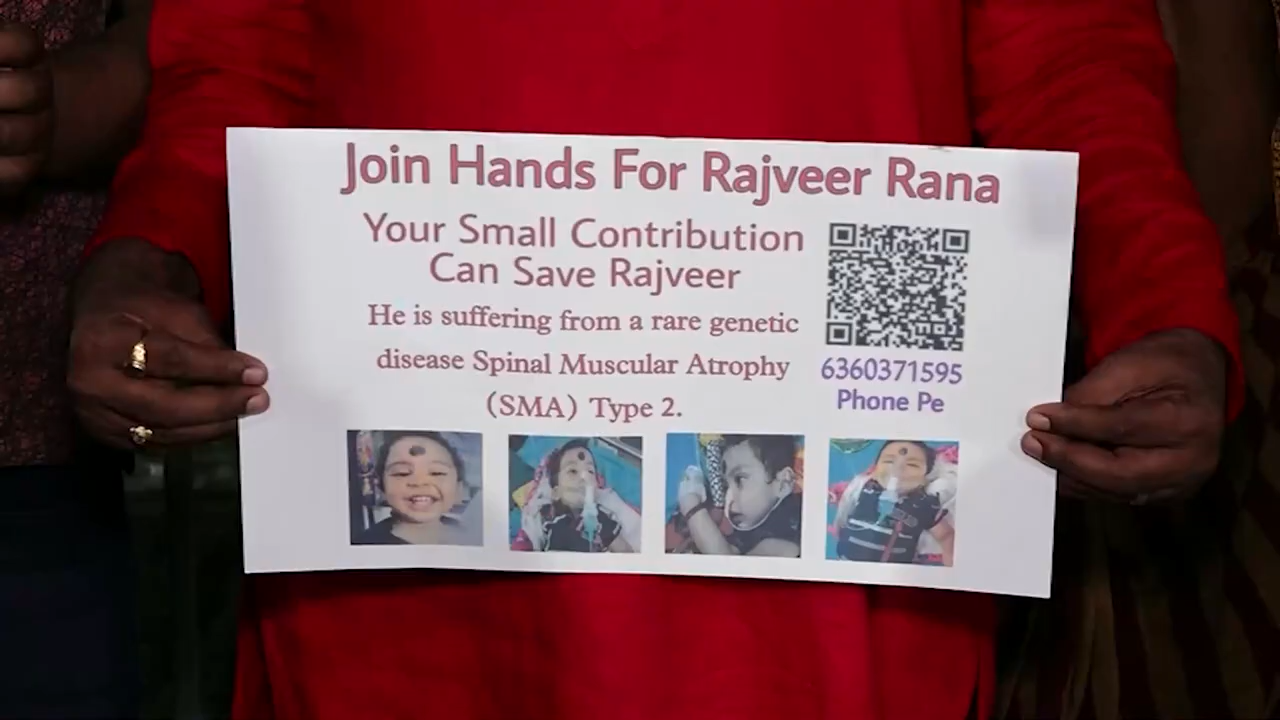 Join Hands For Rajveer Rana
Your Small Contribution
Can Save Rajveer
He is suffering from a rare genetic
disease Spinal Muscular Atrophy
(SMA) Type 2.
6360371595
Phone Pe